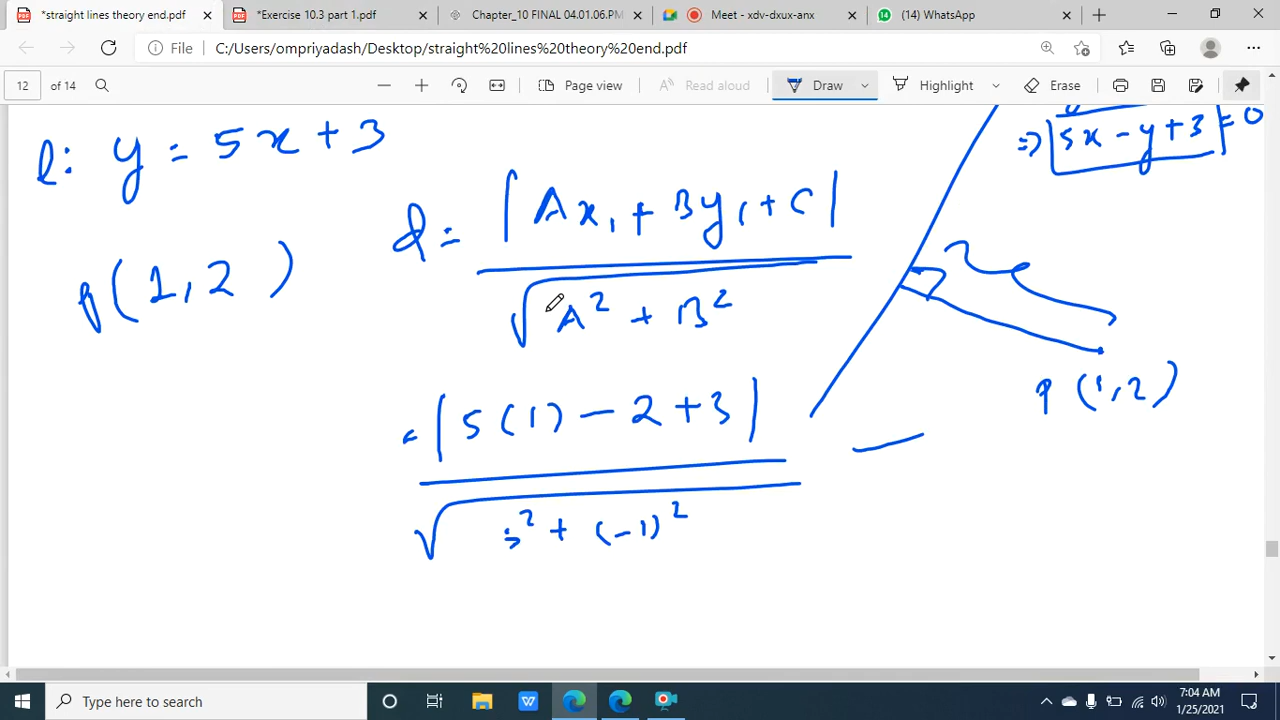 *straight lines theory end.pdf
*Exercise 10.3 part 1.pdf
Chapter_10 FINAL 04.01.06.PM
Meet - xdv-dxux-anx
(14) WhatsApp
File C:/Users/ompriyadash/Desktop/straight%20lines%20theory%20end.pdf
12 of 14
Page view
Read aloud
Draw
Highlight
Erase
l: y = 5x + 3
⇒ 5x - y + 3 = 0
d = |Ax₁ + By₁ + C|
√A² + B²
P(1, 2)
P (1, 2)
= |5(1) - 2 + 3|
√5² + (-1)²
Type here to search
7:04 AM
1/25/2021